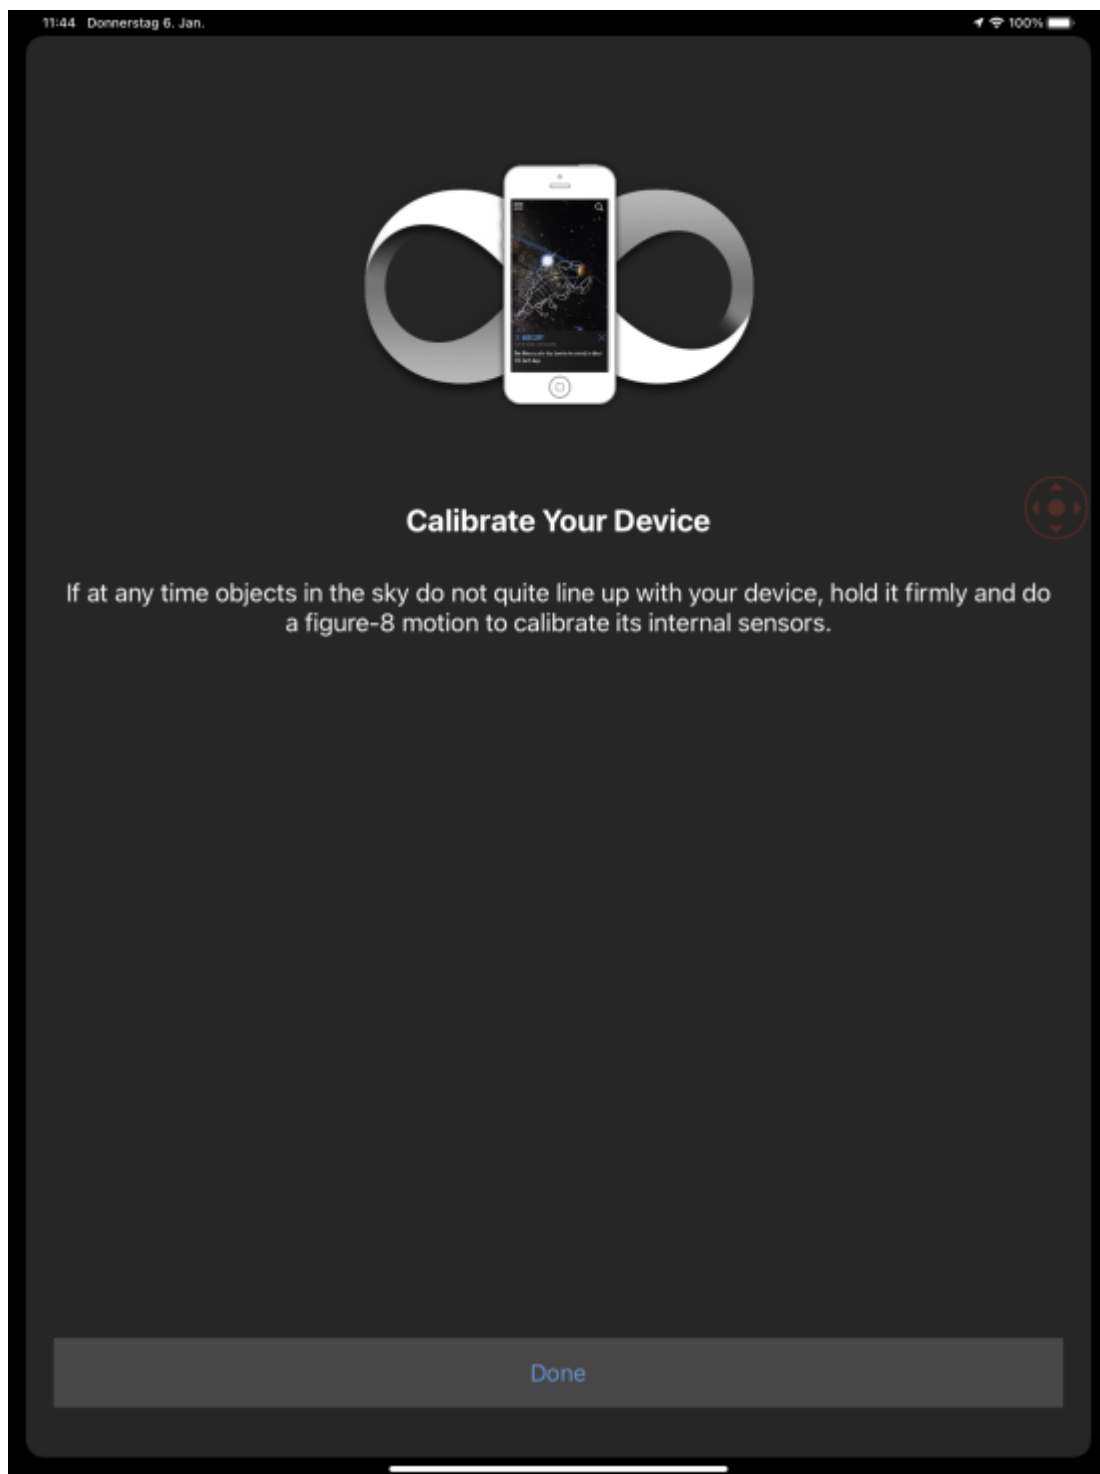 11:44 Donnerstag 6. Jan.
100%
MERCURY
Calibrate Your Device
If at any time objects in the sky do not quite line up with your device, hold it firmly and do
a figure-8 motion to calibrate its internal sensors.
Done